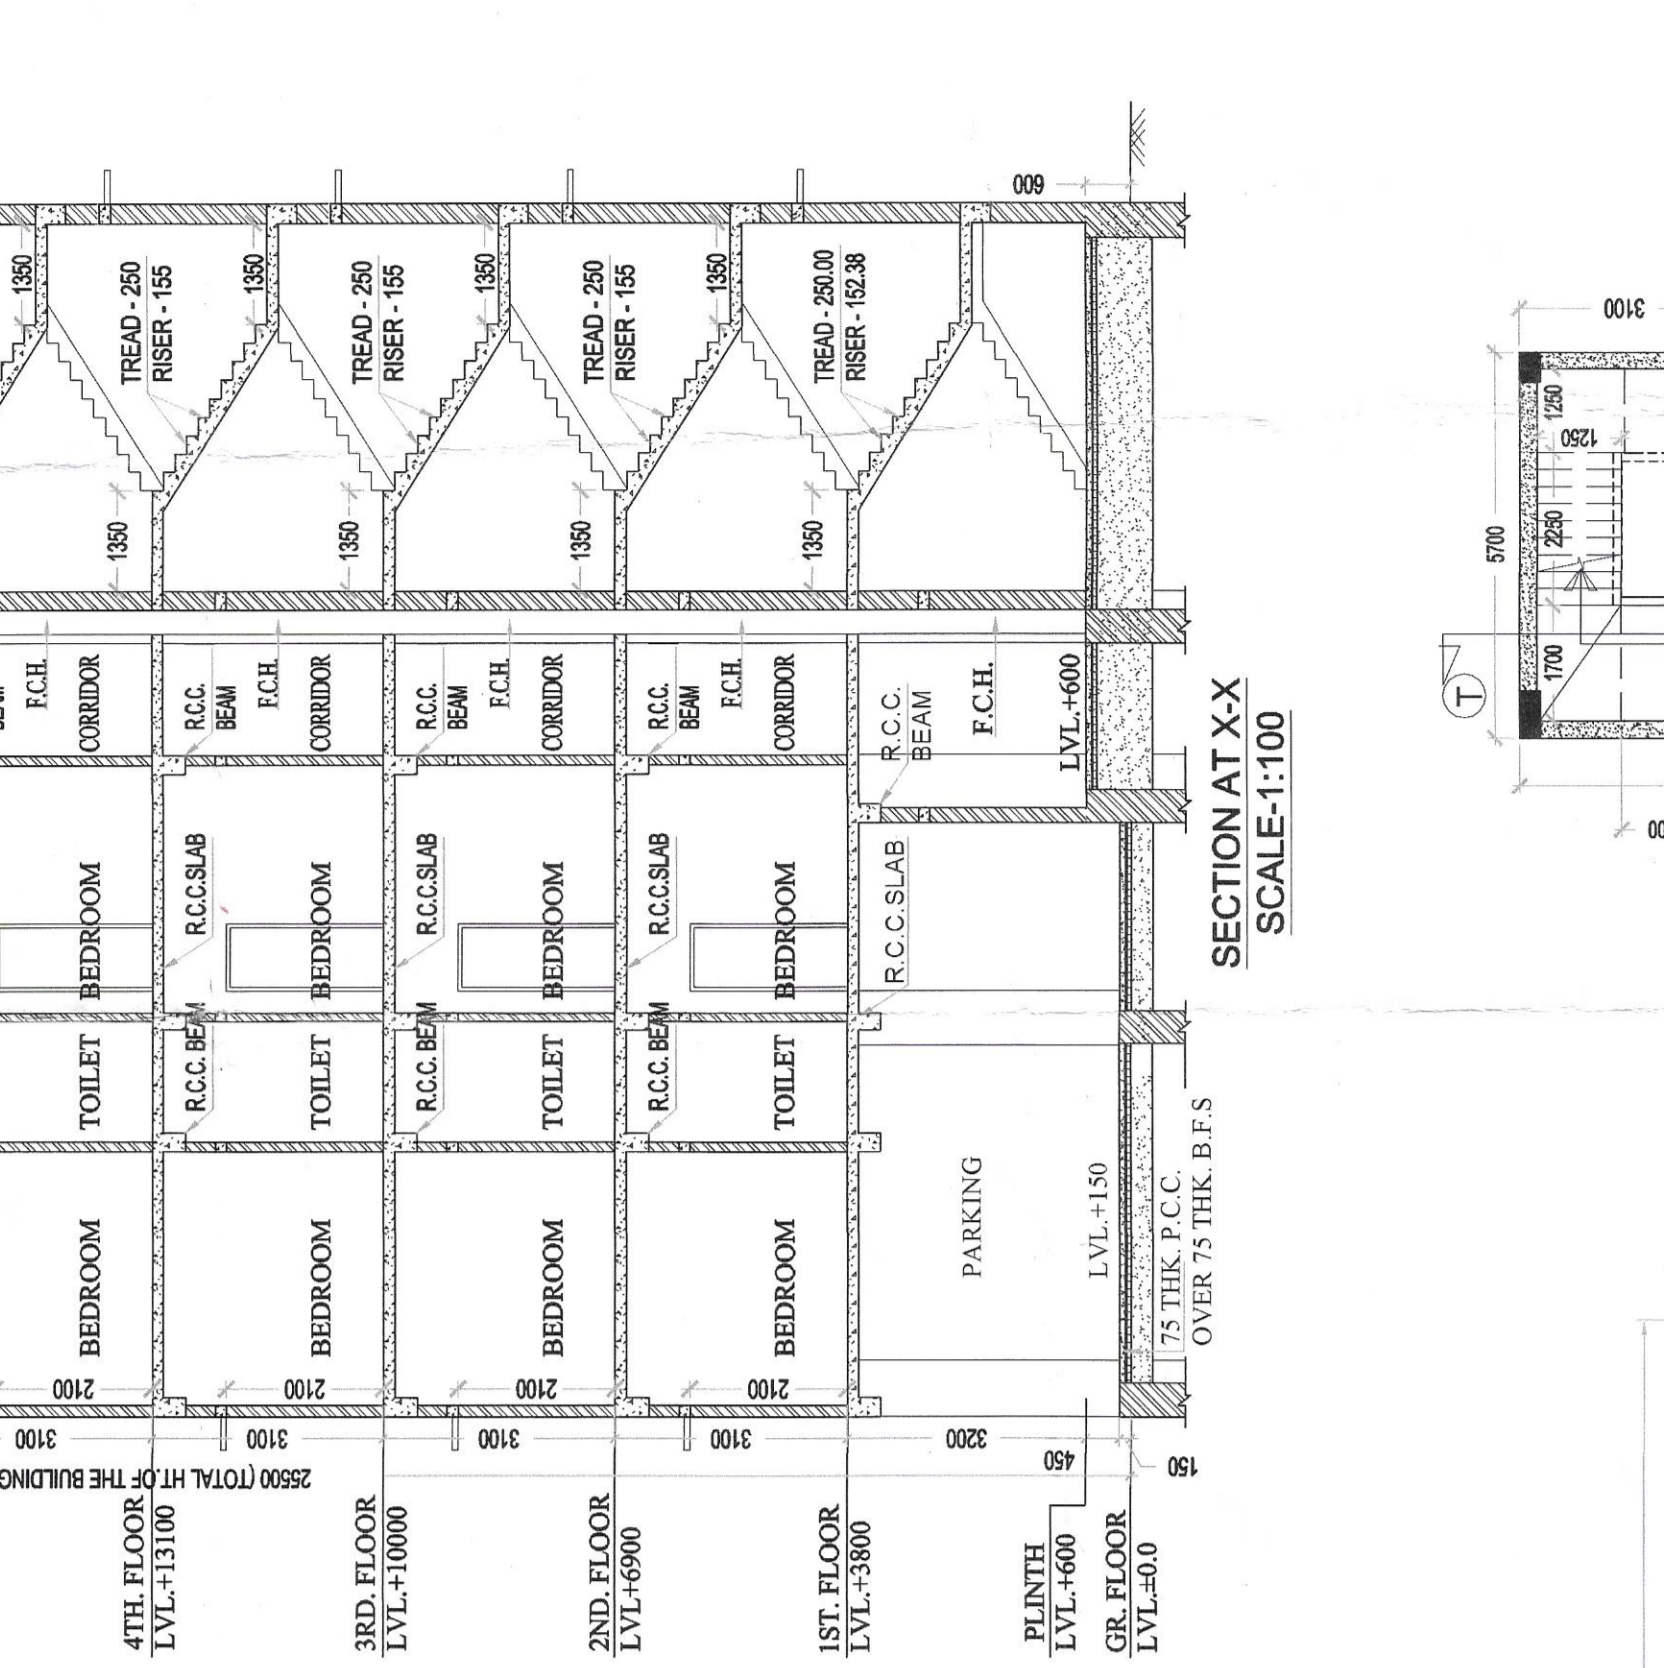 3100
F.C.H.
1350
25500 (TOTAL HT.OF THE BUILDING
2100
BEDROOM
TOILET
BEDROOM
CORRIDOR
1350
4TH. FLOOR
LVL.+13100
TREAD - 250
RISER - 155
R.C.C. BEAM
R.C.C.SLAB
R.C.C.
BEAM
3100
F.C.H.
1350
2100
BEDROOM
TOILET
BEDROOM
CORRIDOR
1350
3RD. FLOOR
LVL.+10000
TREAD - 250
RISER - 155
R.C.C. BEAM
R.C.C.SLAB
R.C.C.
BEAM
3100
F.C.H.
1350
2100
BEDROOM
TOILET
BEDROOM
CORRIDOR
1350
2ND. FLOOR
LVL.+6900
TREAD - 250
RISER - 155
R.C.C. BEAM
R.C.C.SLAB
R.C.C.
BEAM
3100
F.C.H.
1350
2100
BEDROOM
TOILET
BEDROOM
CORRIDOR
1350
1ST. FLOOR
LVL.+3800
TREAD - 250.00
RISER - 152.38
R.C.C.SLAB
R.C.C.
BEAM
3200
PARKING
F.C.H.
600
PLINTH
LVL.+600
450
LVL.+150
LVL.+600
GR. FLOOR
LVL.±0.0
150
75 THK. P.C.C.
OVER 75 THK. B.F.S
SECTION AT X-X
SCALE-1:100
T
5700
1700
2250
1250
1250
3100